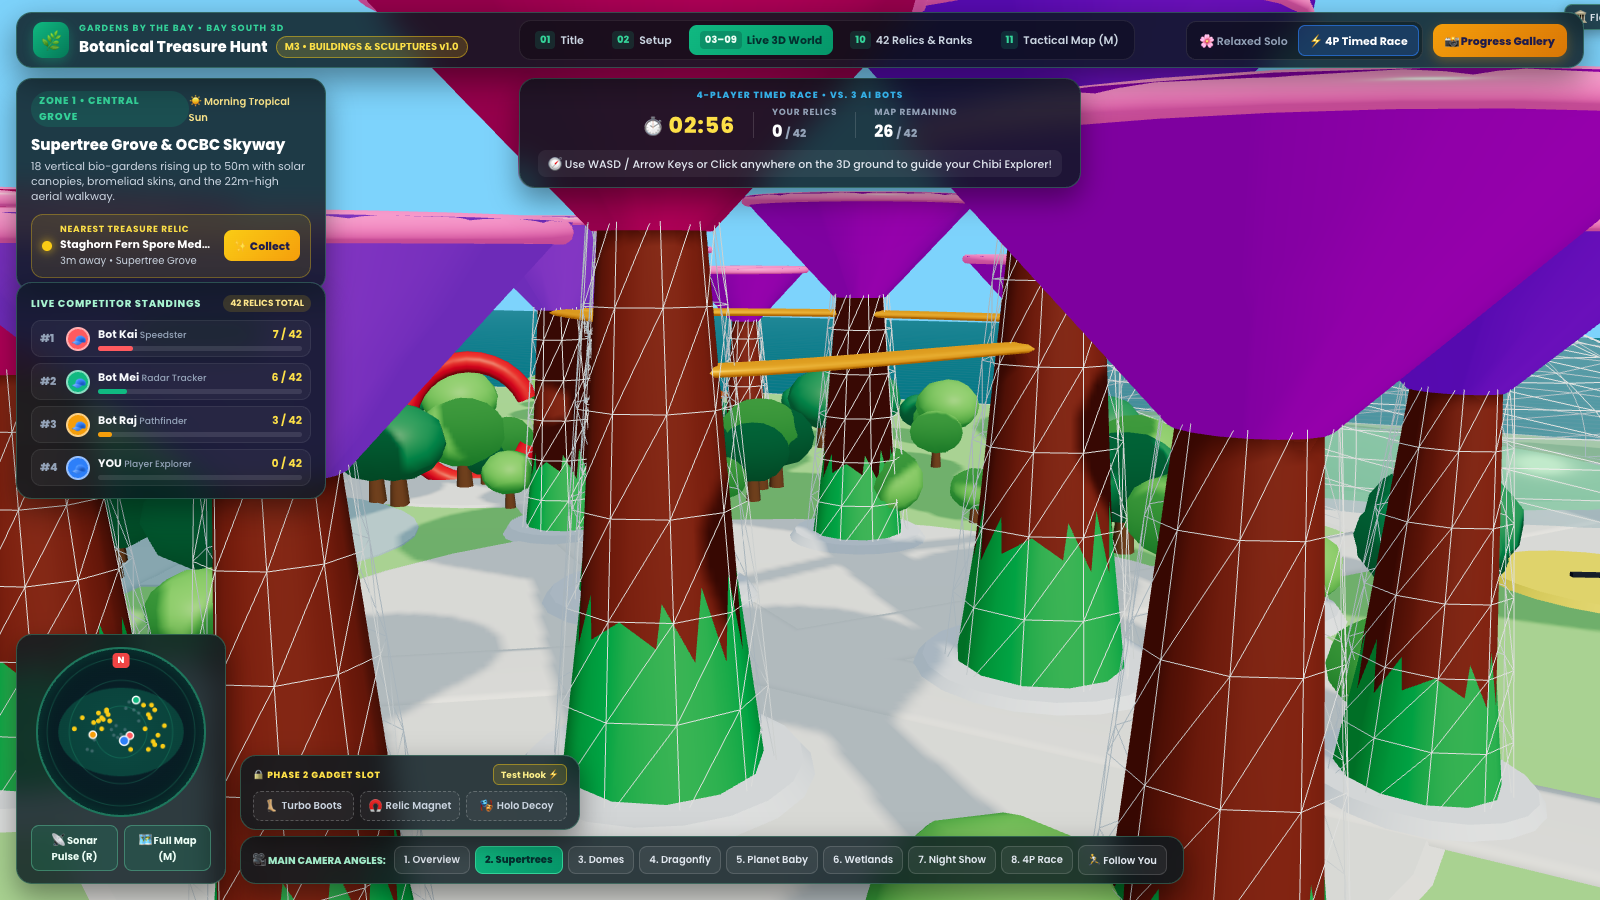 GARDENS BY THE BAY • BAY SOUTH 3D
Botanical Treasure Hunt
M3 • BUILDINGS & SCULPTURES v1.0
01 Title
02 Setup
03–09 Live 3D World
10 42 Relics & Ranks
11 Tactical Map (M)
Relaxed Solo
4P Timed Race
Progress Gallery
ZONE 1 • CENTRAL
GROVE
Morning Tropical
Sun
Supertree Grove & OCBC Skyway
18 vertical bio-gardens rising up to 50m with solar
canopies, bromeliad skins, and the 22m-high
aerial walkway.
NEAREST TREASURE RELIC
Staghorn Fern Spore Med...
3m away • Supertree Grove
Collect
4-PLAYER TIMED RACE • VS. 3 AI BOTS
02:56
YOUR RELICS
0 / 42
MAP REMAINING
26 / 42
Use WASD / Arrow Keys or Click anywhere on the 3D ground to guide your Chibi Explorer!
LIVE COMPETITOR STANDINGS
42 RELICS TOTAL
#1 Bot Kai Speedster 7 / 42
#2 Bot Mei Radar Tracker 6 / 42
#3 Bot Raj Pathfinder 3 / 42
#4 YOU Player Explorer 0 / 42
N
Sonar
Pulse (R)
Full Map
(M)
PHASE 2 GADGET SLOT
Test Hook
Turbo Boots
Relic Magnet
Holo Decoy
MAIN CAMERA ANGLES:
1. Overview
2. Supertrees
3. Domes
4. Dragonfly
5. Planet Baby
6. Wetlands
7. Night Show
8. 4P Race
Follow You